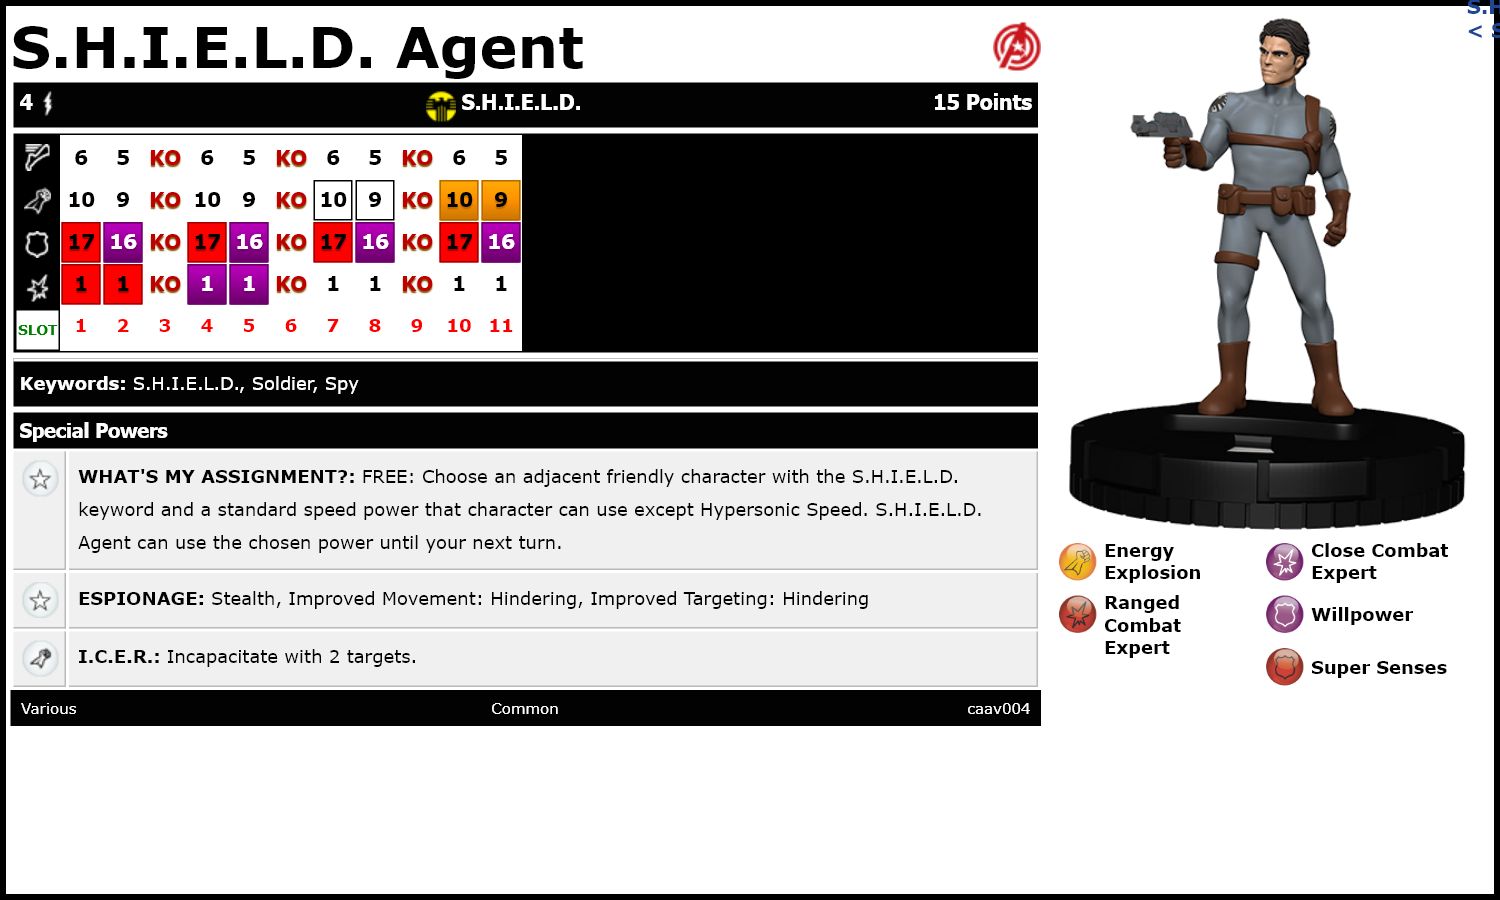 S.H.I.E.L.D. Agent
4 S.H.I.E.L.D. 15 Points
6 5 KO 6 5 KO 6 5 KO 6 5
10 9 KO 10 9 KO 10 9 KO 10 9
17 16 KO 17 16 KO 17 16 KO 17 16
1 1 KO 1 1 KO 1 1 KO 1 1
SLOT 1 2 3 4 5 6 7 8 9 10 11
Keywords: S.H.I.E.L.D., Soldier, Spy
Special Powers
WHAT'S MY ASSIGNMENT?: FREE: Choose an adjacent friendly character with the S.H.I.E.L.D.
keyword and a standard speed power that character can use except Hypersonic Speed. S.H.I.E.L.D.
Agent can use the chosen power until your next turn.
ESPIONAGE: Stealth, Improved Movement: Hindering, Improved Targeting: Hindering
I.C.E.R.: Incapacitate with 2 targets.
Various Common caav004
Energy
Explosion
Ranged
Combat
Expert
Close Combat
Expert
Willpower
Super Senses